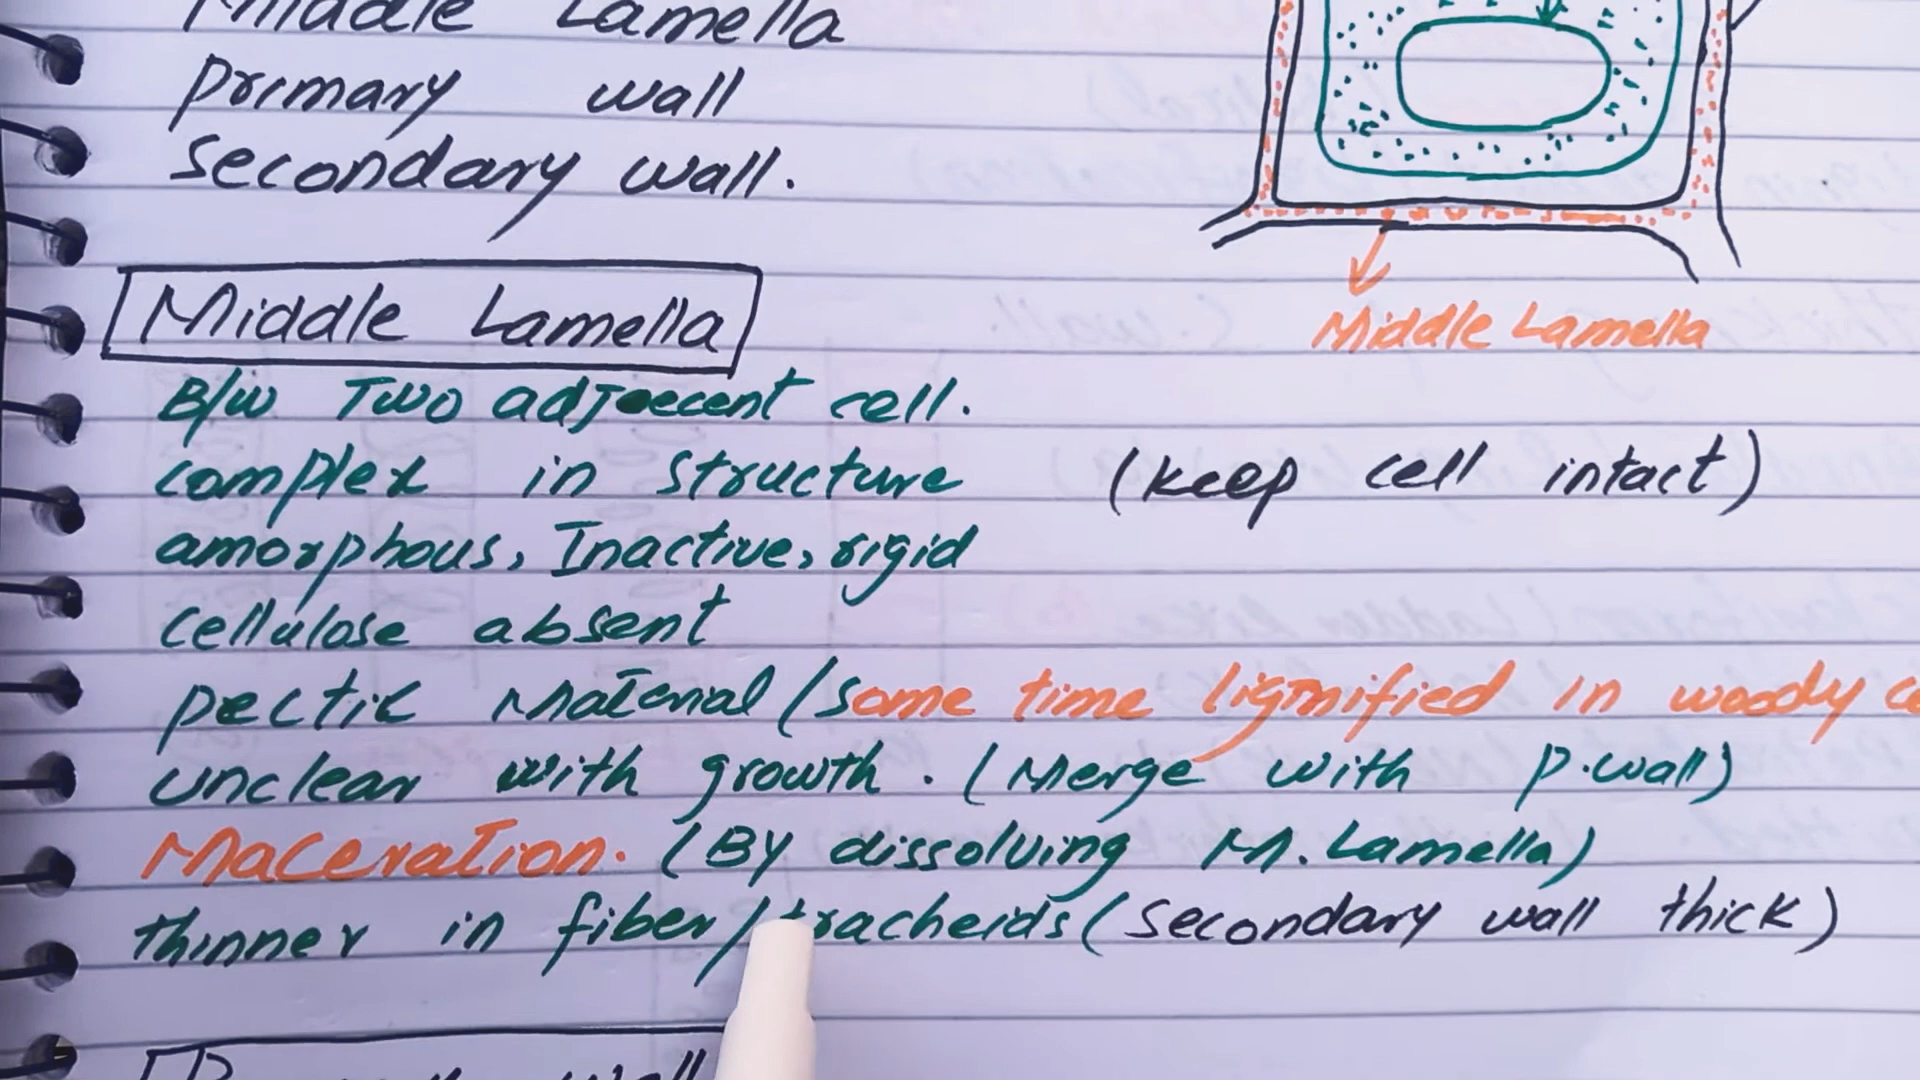 Middle Lamella
Primary wall
Secondary wall.
Middle Lamella
Middle Lamella
B/w Two adjecent cell.
complex in structure (keep cell intact)
amorphous, Inactive, rigid
cellulose absent
pectic Material (Some time lignified in woody
unclear with growth. (Merge with P.wall)
Maceration. (By dissolving M. Lamella)
thinner in fiber/tracheids (Secondary wall thick)
wall